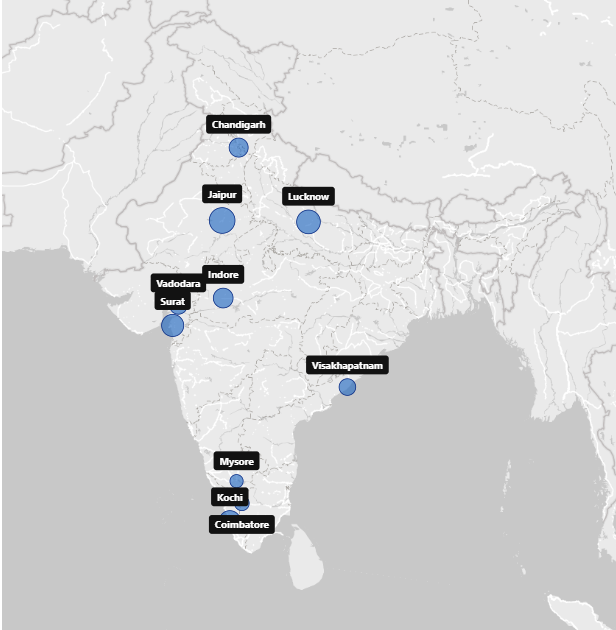 Chandigarh
Jaipur
Lucknow
Indore
Vadodara
Surat
Visakhapatnam
Mysore
Kochi
Coimbatore